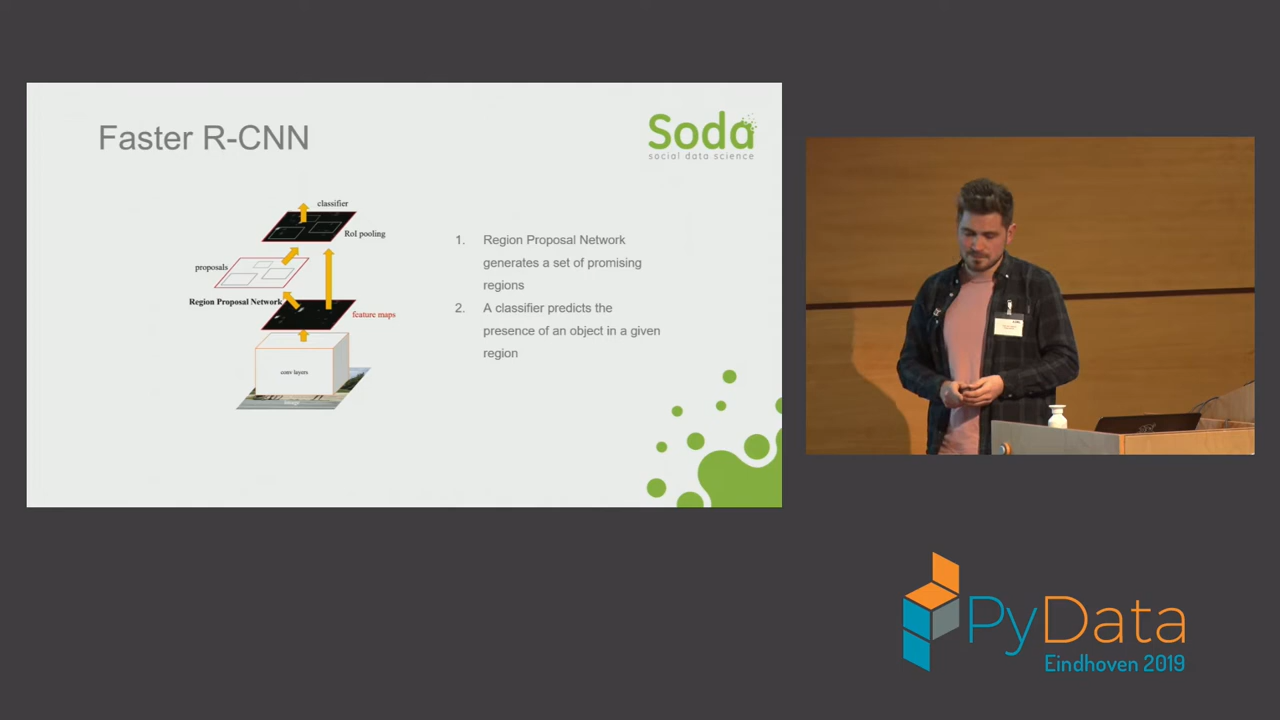 Faster R-CNN
Soda
social data science
classifier
RoI pooling
proposals
Region Proposal Network
feature maps
conv layers
1. Region Proposal Network
generates a set of promising
regions
2. A classifier predicts the
presence of an object in a given
region
PyData
Eindhoven 2019